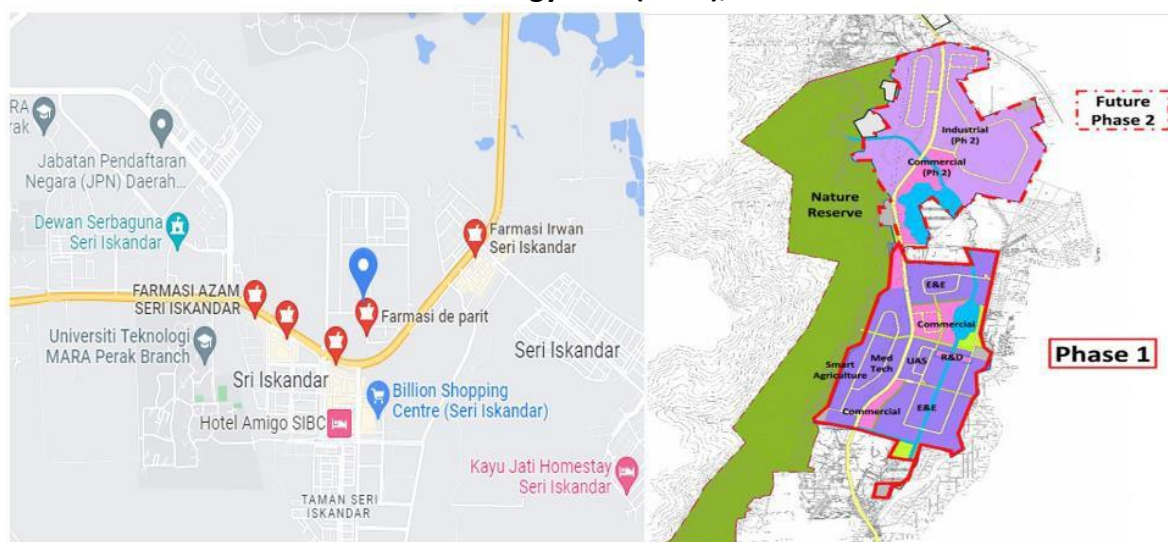 RA
ak
Jabatan Pendaftaran
Negara (JPN) Daerah...
Dewan Serbaguna
Seri Iskandar
FARMASI AZAM
SERI ISKANDAR
Universiti Teknologi
MARA Perak Branch
Sri Iskandar
Hotel Amigo SIBC
Farmasi Irwan
Seri Iskandar
Farmasi de parit
Seri Iskandar
Billion Shopping
Centre (Seri Iskandar)
Kayu Jati Homestay
Seri Iskandar
TAMAN SERI
ISKANDAR
Future
Phase 2
Industrial
(Ph 2)
Commercial
(Ph 2)
Nature
Reserve
E&E
Commercial
Smart
Agriculture
Med
Tech
UAS
R&D
E&E
Commercial
Phase 1